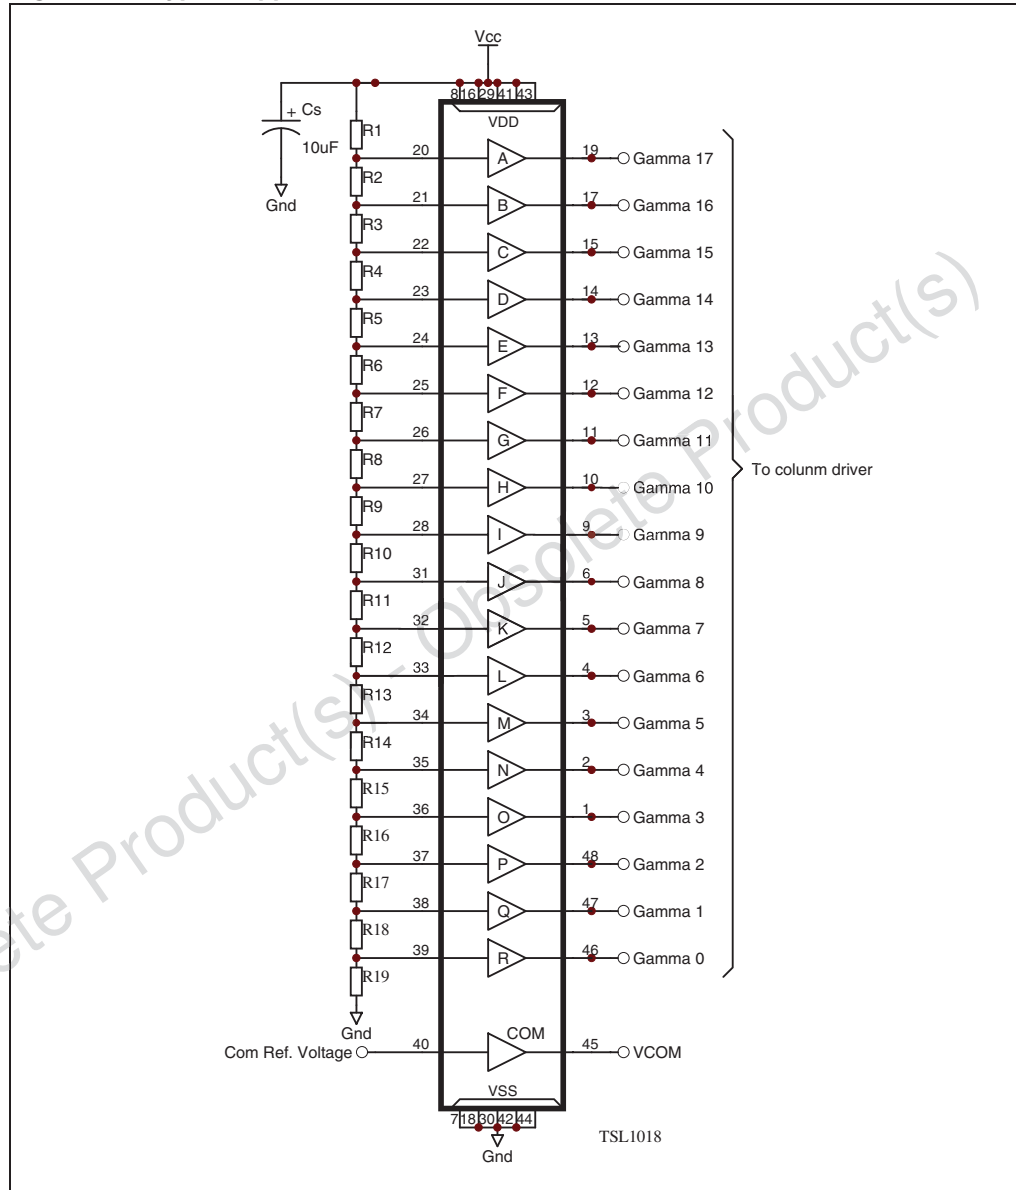 Vcc
8 16 29 41 43
VDD
+ Cs
10uF
Gnd
R1
20 A 19 Gamma 17
R2
21 B 17 Gamma 16
R3
22 C 15 Gamma 15
R4
23 D 14 Gamma 14
R5
24 E 13 Gamma 13
R6
25 F 12 Gamma 12
R7
26 G 11 Gamma 11
R8
To colunm driver
27 H 10 Gamma 10
R9
28 I 9 Gamma 9
R10
31 J 6 Gamma 8
R11
32 K 5 Gamma 7
R12
33 L 4 Gamma 6
R13
34 M 3 Gamma 5
R14
35 N 2 Gamma 4
R15
36 O 1 Gamma 3
R16
37 P 48 Gamma 2
R17
38 Q 47 Gamma 1
R18
39 R 46 Gamma 0
R19
Gnd
COM
Com Ref. Voltage 40 45 VCOM
VSS
7 18 30 42 44
Gnd
TSL1018
ete Product(s) - Obsolete Product(s)